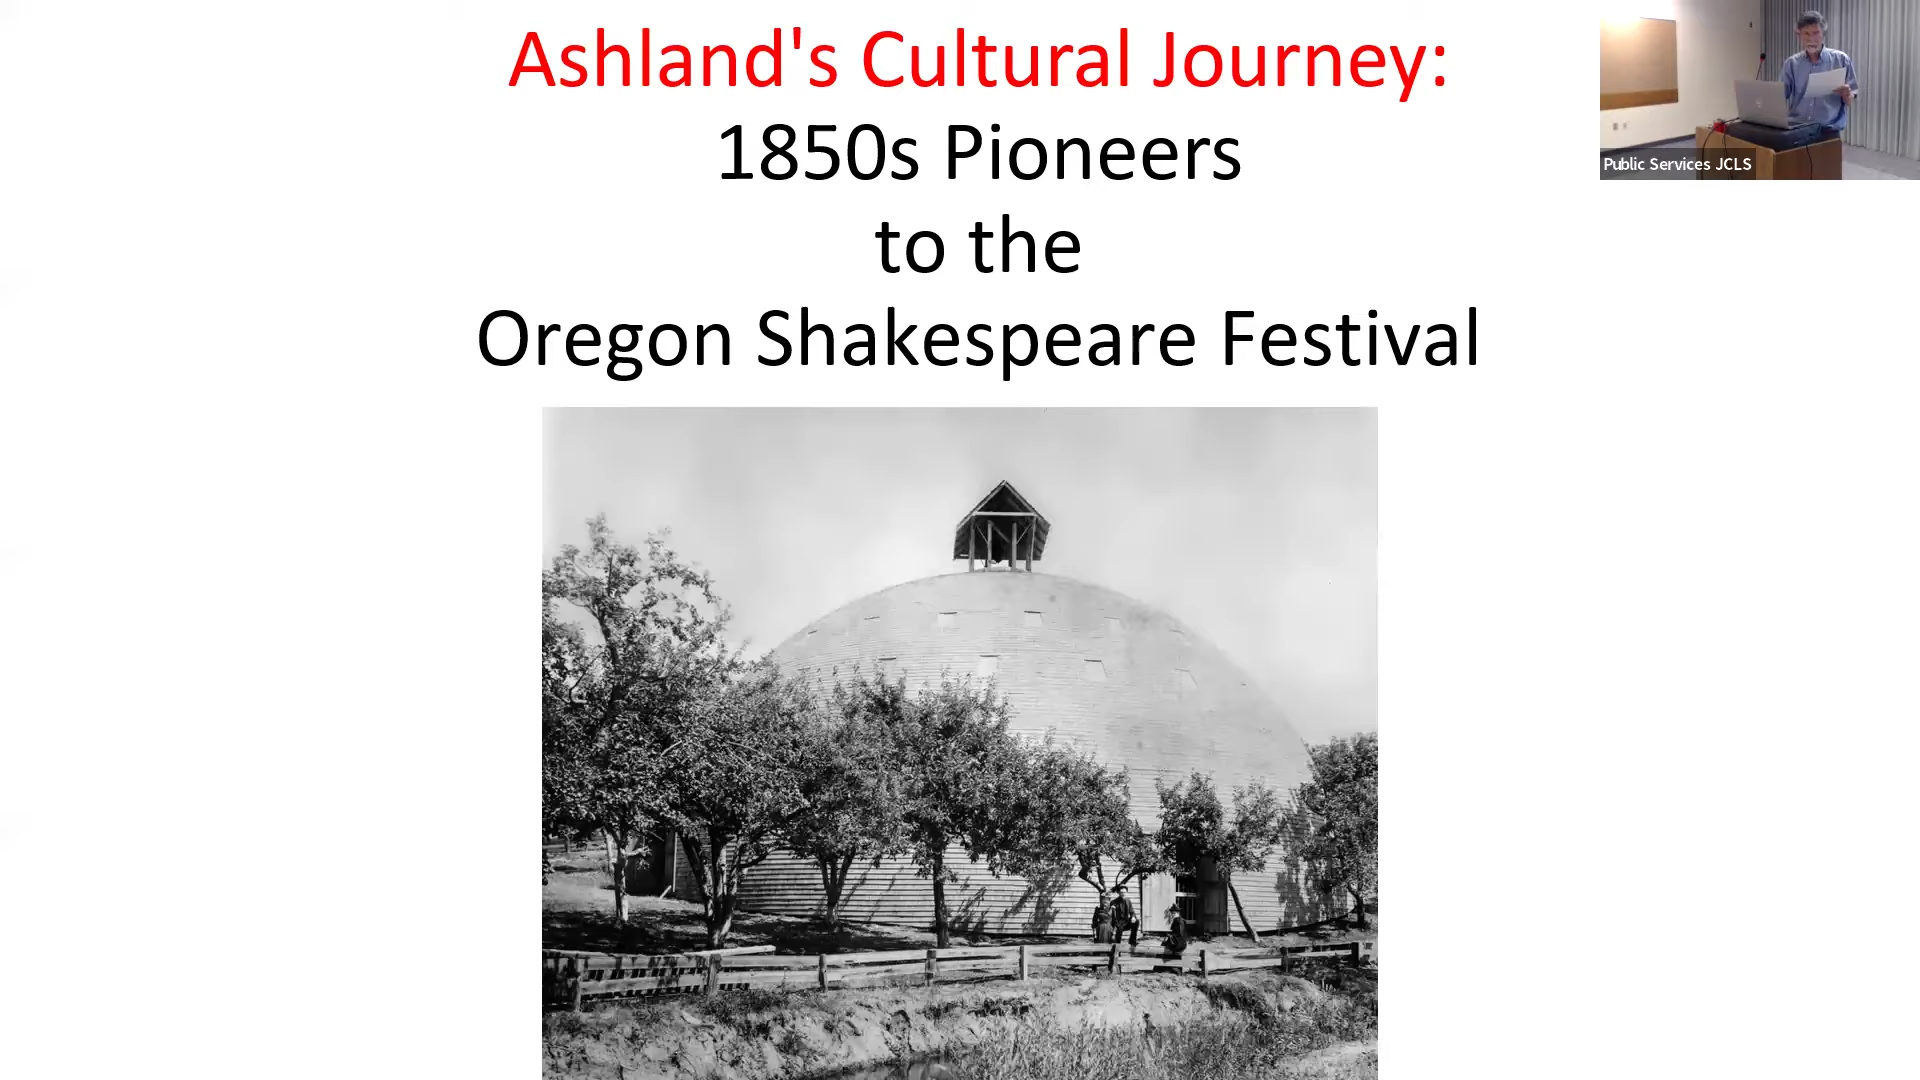 Ashland's Cultural Journey:
1850s Pioneers
to the
Oregon Shakespeare Festival
Public Services JCLS